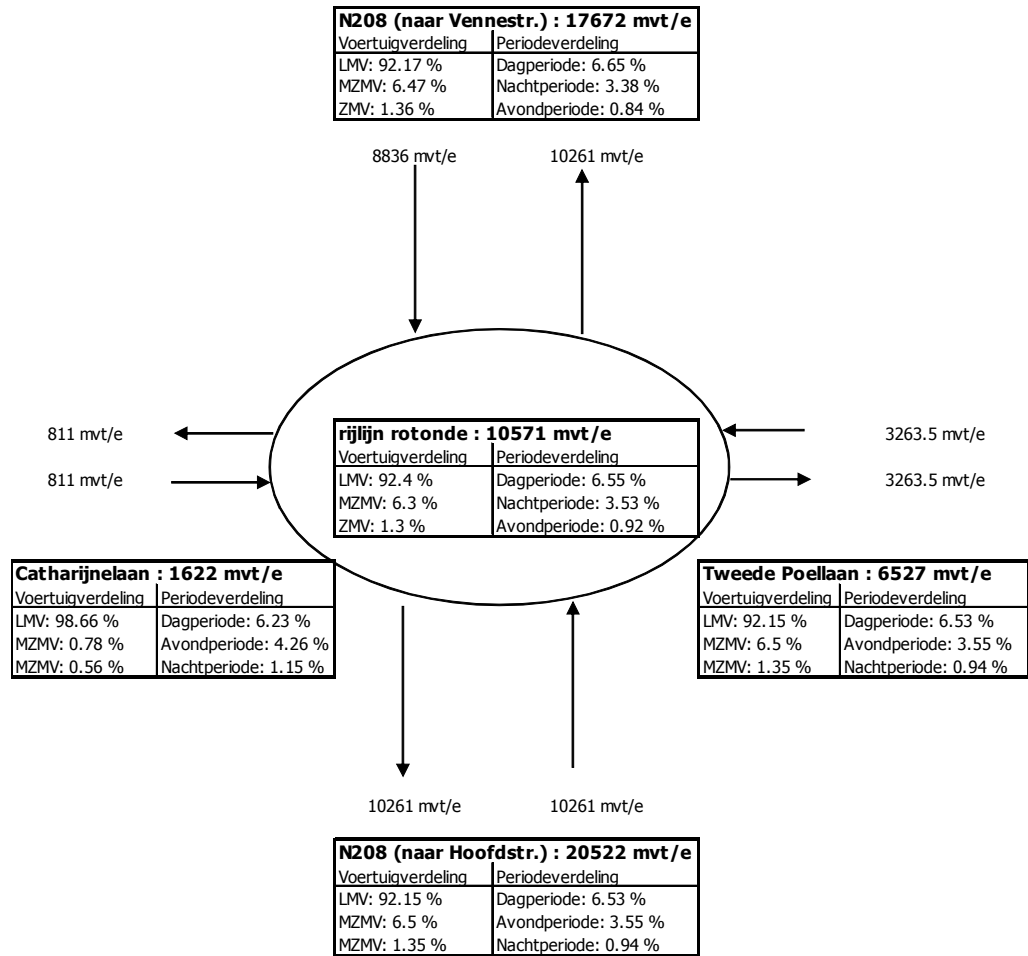 N208 (naar Vennestr.) : 17672 mvt/e
Voertuigverdeling Periodeverdeling
LMV: 92.17 % Dagperiode: 6.65 %
MZMV: 6.47 % Nachtperiode: 3.38 %
ZMV: 1.36 % Avondperiode: 0.84 %
8836 mvt/e 10261 mvt/e
811 mvt/e
811 mvt/e
rijlijn rotonde : 10571 mvt/e
Voertuigverdeling Periodeverdeling
LMV: 92.4 % Dagperiode: 6.55 %
MZMV: 6.3 % Nachtperiode: 3.53 %
ZMV: 1.3 % Avondperiode: 0.92 %
3263.5 mvt/e
3263.5 mvt/e
Catharijnelaan : 1622 mvt/e
Voertuigverdeling Periodeverdeling
LMV: 98.66 % Dagperiode: 6.23 %
MZMV: 0.78 % Avondperiode: 4.26 %
MZMV: 0.56 % Nachtperiode: 1.15 %
Tweede Poellaan : 6527 mvt/e
Voertuigverdeling Periodeverdeling
LMV: 92.15 % Dagperiode: 6.53 %
MZMV: 6.5 % Avondperiode: 3.55 %
MZMV: 1.35 % Nachtperiode: 0.94 %
10261 mvt/e 10261 mvt/e
N208 (naar Hoofdstr.) : 20522 mvt/e
Voertuigverdeling Periodeverdeling
LMV: 92.15 % Dagperiode: 6.53 %
MZMV: 6.5 % Avondperiode: 3.55 %
MZMV: 1.35 % Nachtperiode: 0.94 %